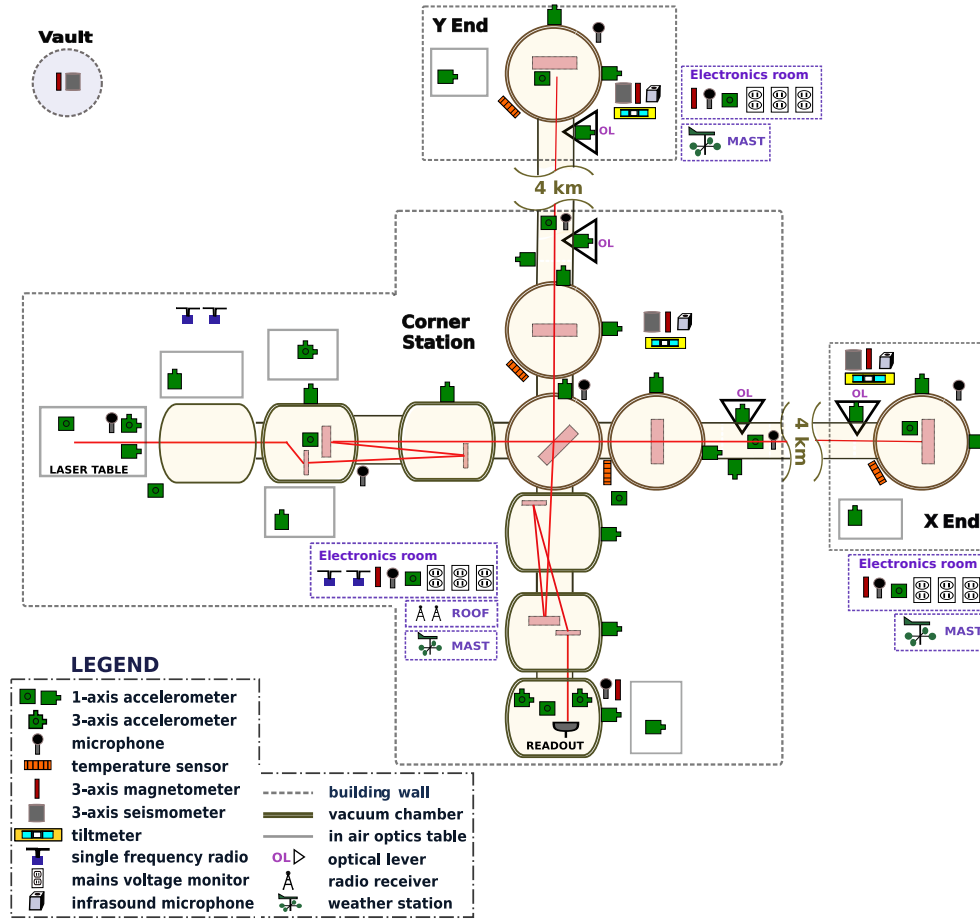 Vault
Y End
Electronics room
OL
MAST
4 km
OL
Corner
Station
OL
OL
4 km
LASER TABLE
X End
Electronics room
Electronics room
ROOF
MAST
MAST
READOUT
LEGEND
1-axis accelerometer
3-axis accelerometer
microphone
temperature sensor
3-axis magnetometer
3-axis seismometer
tiltmeter
single frequency radio
mains voltage monitor
infrasound microphone
building wall
vacuum chamber
in air optics table
OL optical lever
radio receiver
weather station